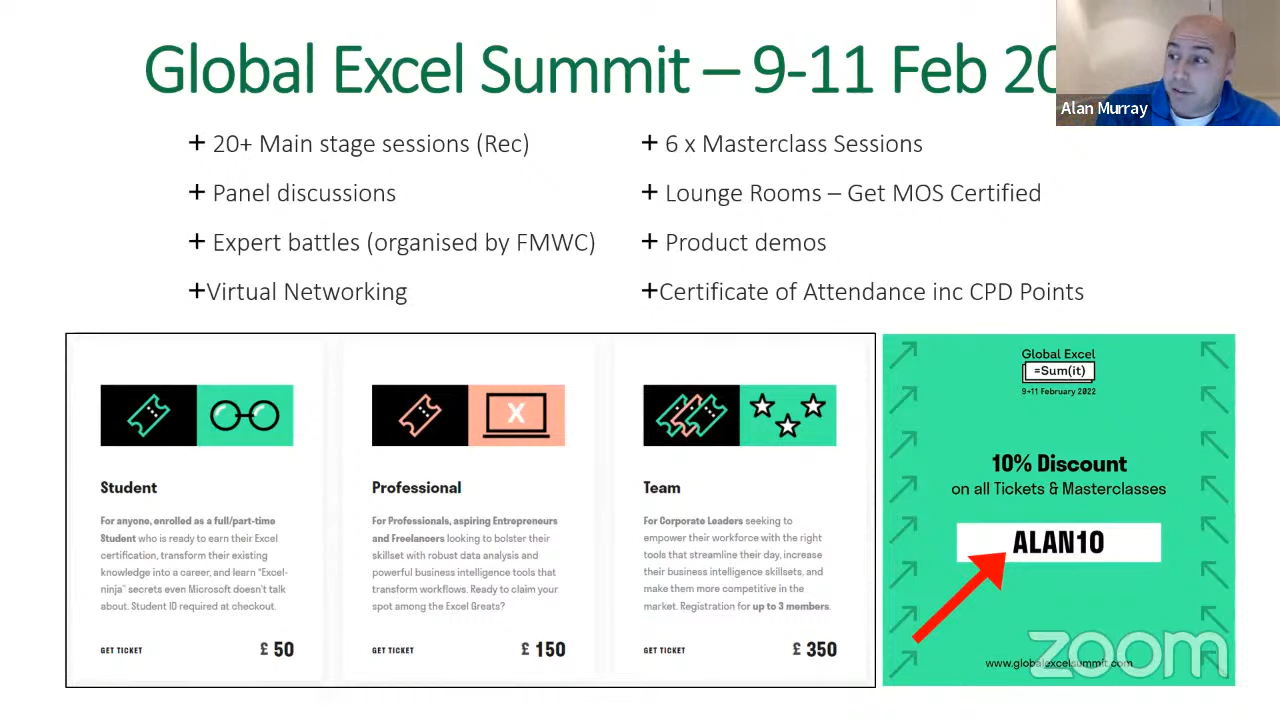 Global Excel Summit – 9-11 Feb 20
Alan Murray
+ 20+ Main stage sessions (Rec)
+ Panel discussions
+ Expert battles (organised by FMWC)
+Virtual Networking
+ 6 x Masterclass Sessions
+ Lounge Rooms – Get MOS Certified
+ Product demos
+Certificate of Attendance inc CPD Points
Student
For anyone, enrolled as a full/part-time
Student who is ready to earn their Excel
certification, transform their existing
knowledge into a career, and learn “Excel-
ninja” secrets even Microsoft doesn't talk
about. Student ID required at checkout.
GET TICKET £ 50
X
Professional
For Professionals, aspiring Entrepreneurs
and Freelancers looking to bolster their
skillset with robust data analysis and
powerful business intelligence tools that
transform workflows. Ready to claim your
spot among the Excel Greats?
GET TICKET £ 150
Team
For Corporate Leaders seeking to
empower their workforce with the right
tools that streamline their day, increase
their business intelligence skillsets, and
make them more competitive in the
market. Registration for up to 3 members.
GET TICKET £ 350
Global Excel
=Sum(it)
9-11 February 2022
10% Discount
on all Tickets & Masterclasses
ALAN10
www.globalexcelsummit.com
zoom